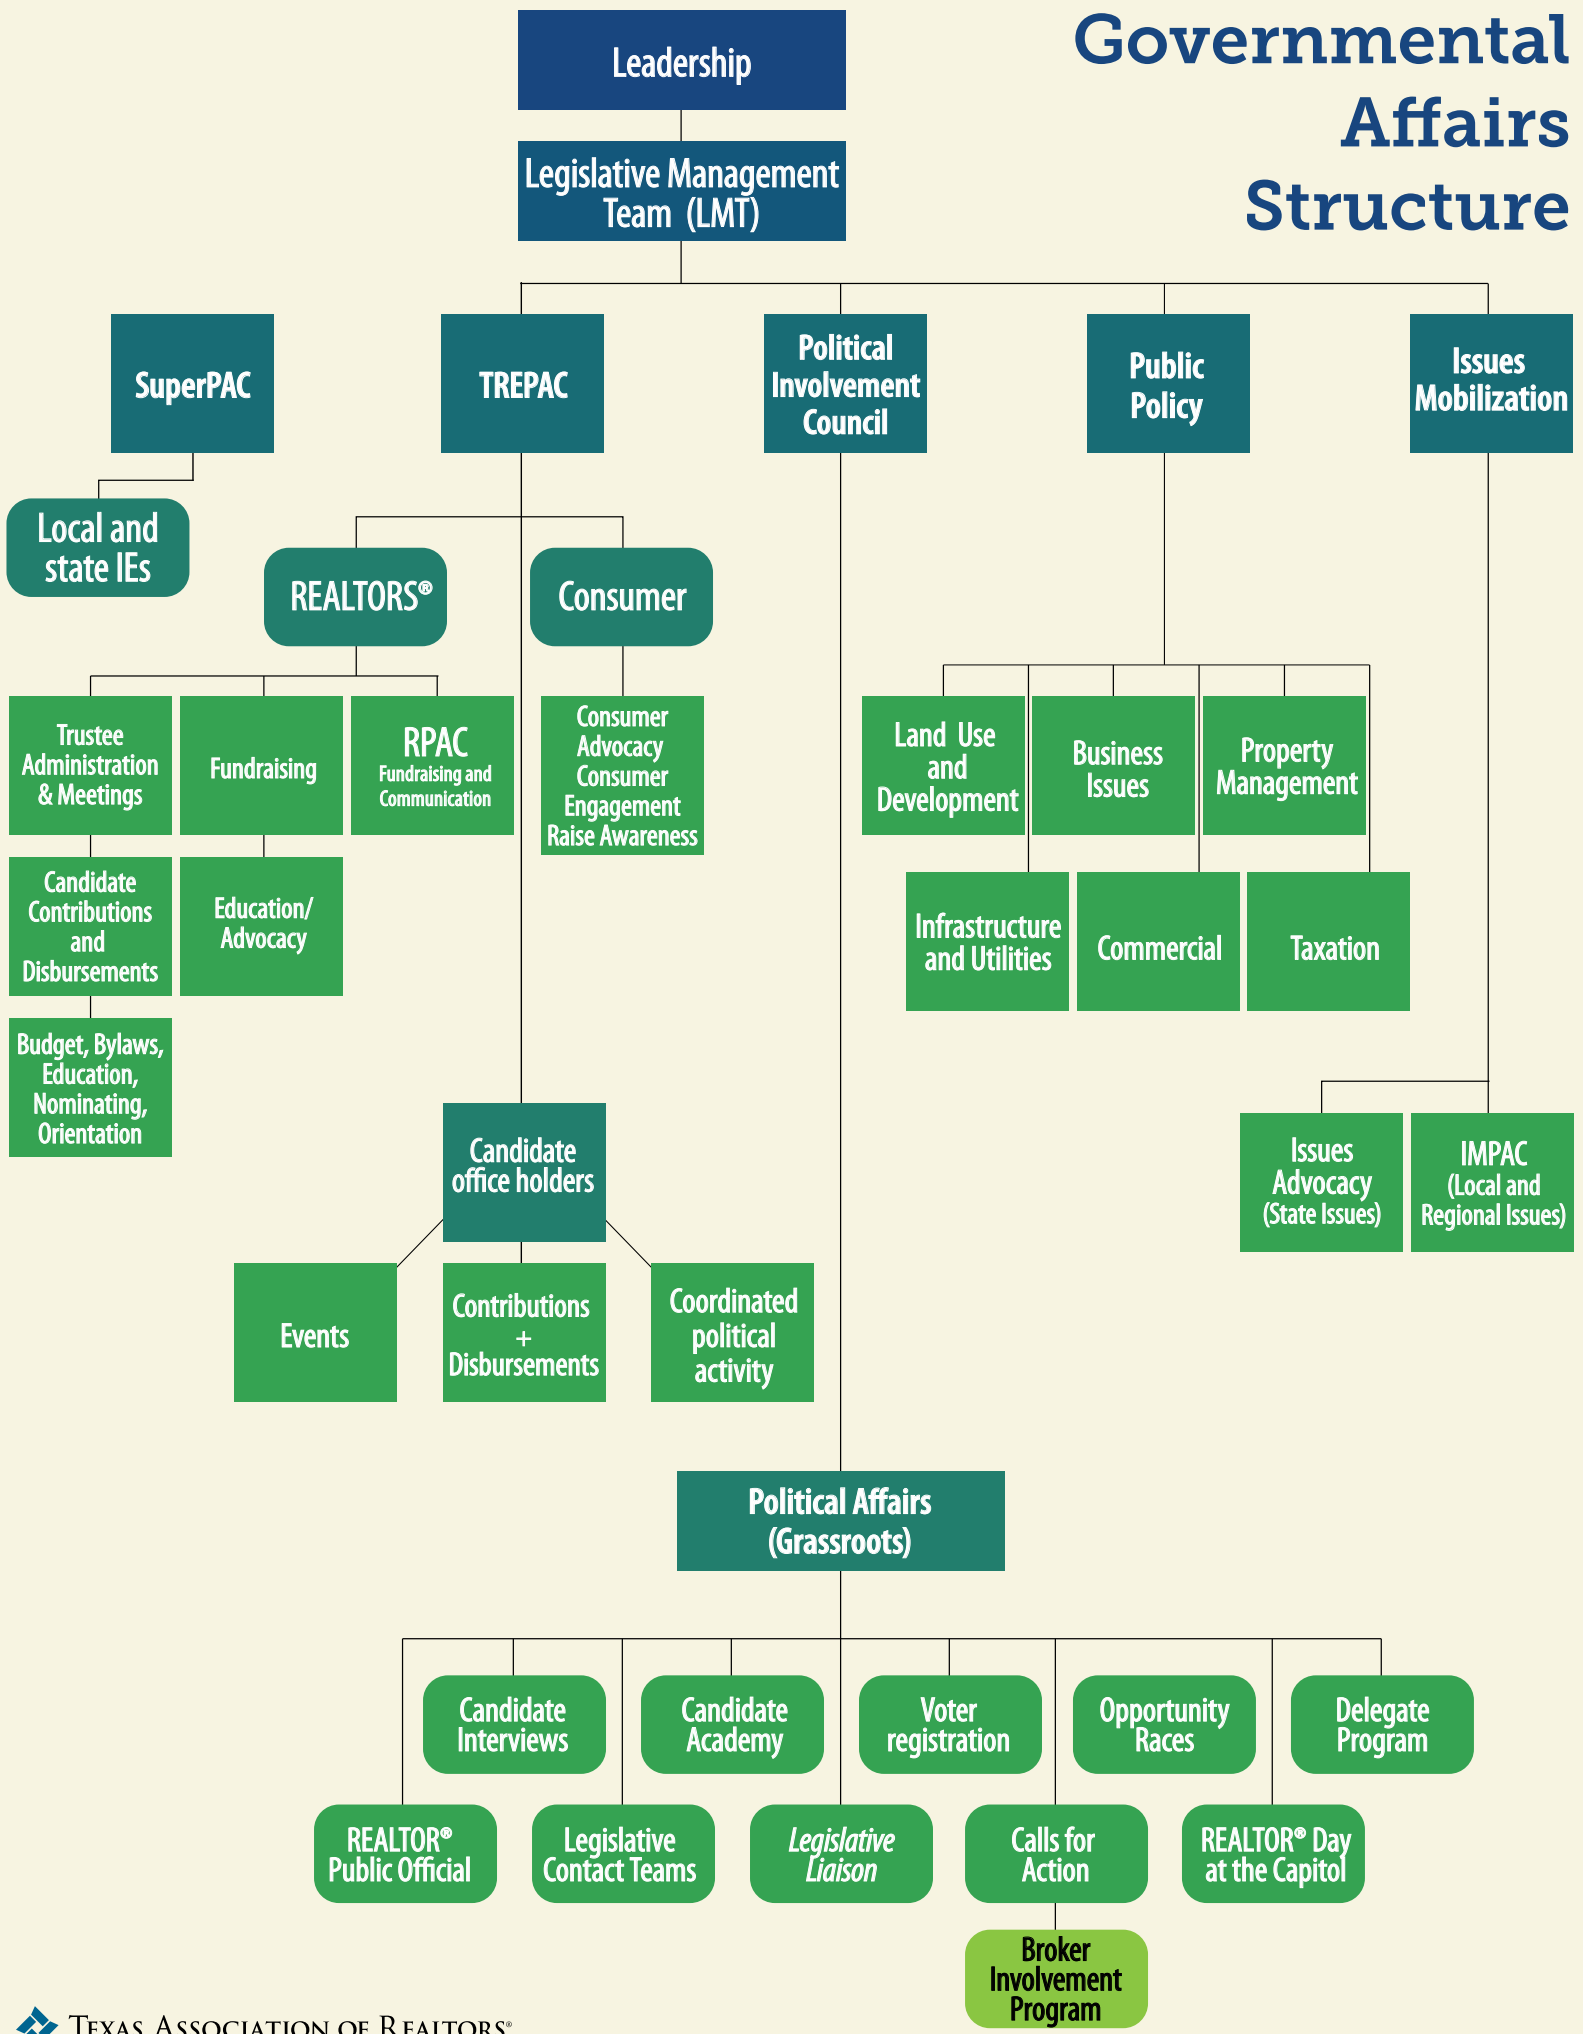 Governmental
Affairs
Structure
Leadership
Legislative Management
Team (LMT)
SuperPAC
TREPAC
Political
Involvement
Council
Public
Policy
Issues
Mobilization
Local and
state IEs
REALTORS®
Consumer
Trustee
Administration
& Meetings
Fundraising
RPAC
Fundraising and
Communication
Consumer
Advocacy
Consumer
Engagement
Raise Awareness
Land Use
and
Development
Business
Issues
Property
Management
Candidate
Contributions
and
Disbursements
Education/
Advocacy
Infrastructure
and Utilities
Commercial
Taxation
Budget, Bylaws,
Education,
Nominating,
Orientation
Candidate
office holders
Issues
Advocacy
(State Issues)
IMPAC
(Local and
Regional Issues)
Events
Contributions
+
Disbursements
Coordinated
political
activity
Political Affairs
(Grassroots)
Candidate
Interviews
Candidate
Academy
Voter
registration
Opportunity
Races
Delegate
Program
REALTOR®
Public Official
Legislative
Contact Teams
Legislative
Liaison
Calls for
Action
REALTOR® Day
at the Capitol
Broker
Involvement
Program
TEXAS ASSOCIATION OF REALTORS®